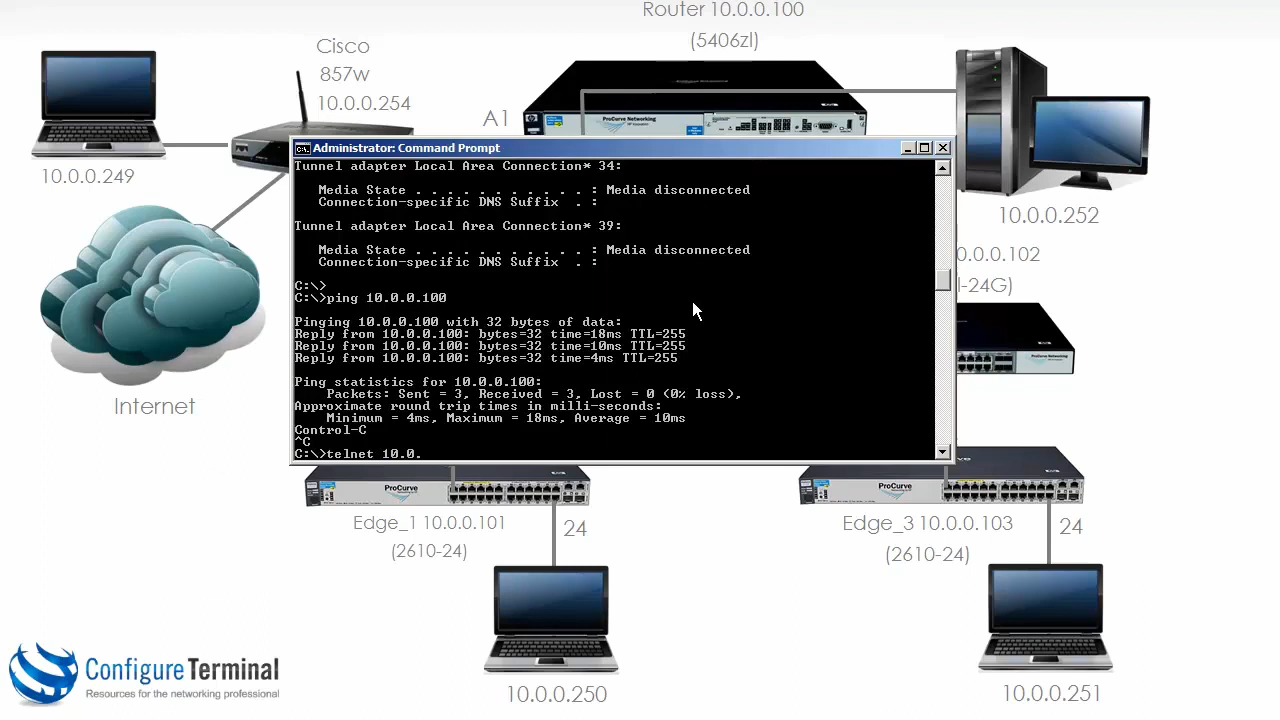 Router 10.0.0.100
(5406zl)
Cisco
857w
10.0.0.254
A1
ProCurve Networking
10.0.0.249
10.0.0.252
Internet
Administrator: Command Prompt
Tunnel adapter Local Area Connection* 34:
Media State . . . . . . . . . . . : Media disconnected
Connection-specific DNS Suffix  . :
Tunnel adapter Local Area Connection* 39:
Media State . . . . . . . . . . . : Media disconnected
Connection-specific DNS Suffix  . :
C:\>
C:\>ping 10.0.0.100
Pinging 10.0.0.100 with 32 bytes of data:
Reply from 10.0.0.100: bytes=32 time=18ms TTL=255
Reply from 10.0.0.100: bytes=32 time=10ms TTL=255
Reply from 10.0.0.100: bytes=32 time=4ms TTL=255
Ping statistics for 10.0.0.100:
Packets: Sent = 3, Received = 3, Lost = 0 (0% loss),
Approximate round trip times in milli-seconds:
Minimum = 4ms, Maximum = 18ms, Average = 10ms
Control-C
^C
C:\>telnet 10.0.
0.0.102
l-24G)
ProCurve
Edge_1 10.0.0.101
(2610-24)
24
ProCurve
Edge_3 10.0.0.103
(2610-24)
24
10.0.0.250
10.0.0.251
Configure Terminal
Resources for the networking professional